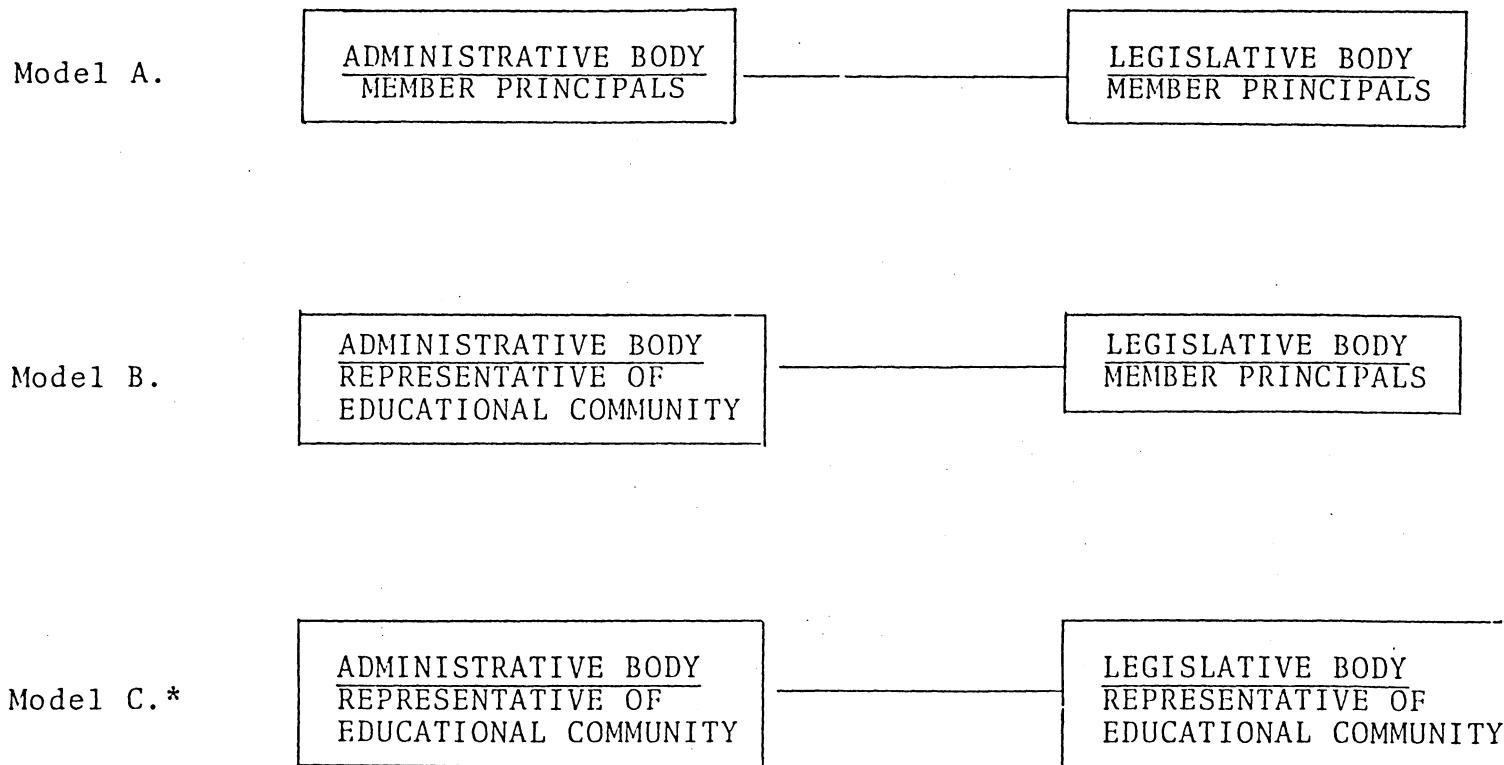 Model A.
ADMINISTRATIVE BODY
MEMBER PRINCIPALS
LEGISLATIVE BODY
MEMBER PRINCIPALS
Model B.
ADMINISTRATIVE BODY
REPRESENTATIVE OF
EDUCATIONAL COMMUNITY
LEGISLATIVE BODY
MEMBER PRINCIPALS
Model C.*
ADMINISTRATIVE BODY
REPRESENTATIVE OF
EDUCATIONAL COMMUNITY
LEGISLATIVE BODY
REPRESENTATIVE OF
EDUCATIONAL COMMUNITY